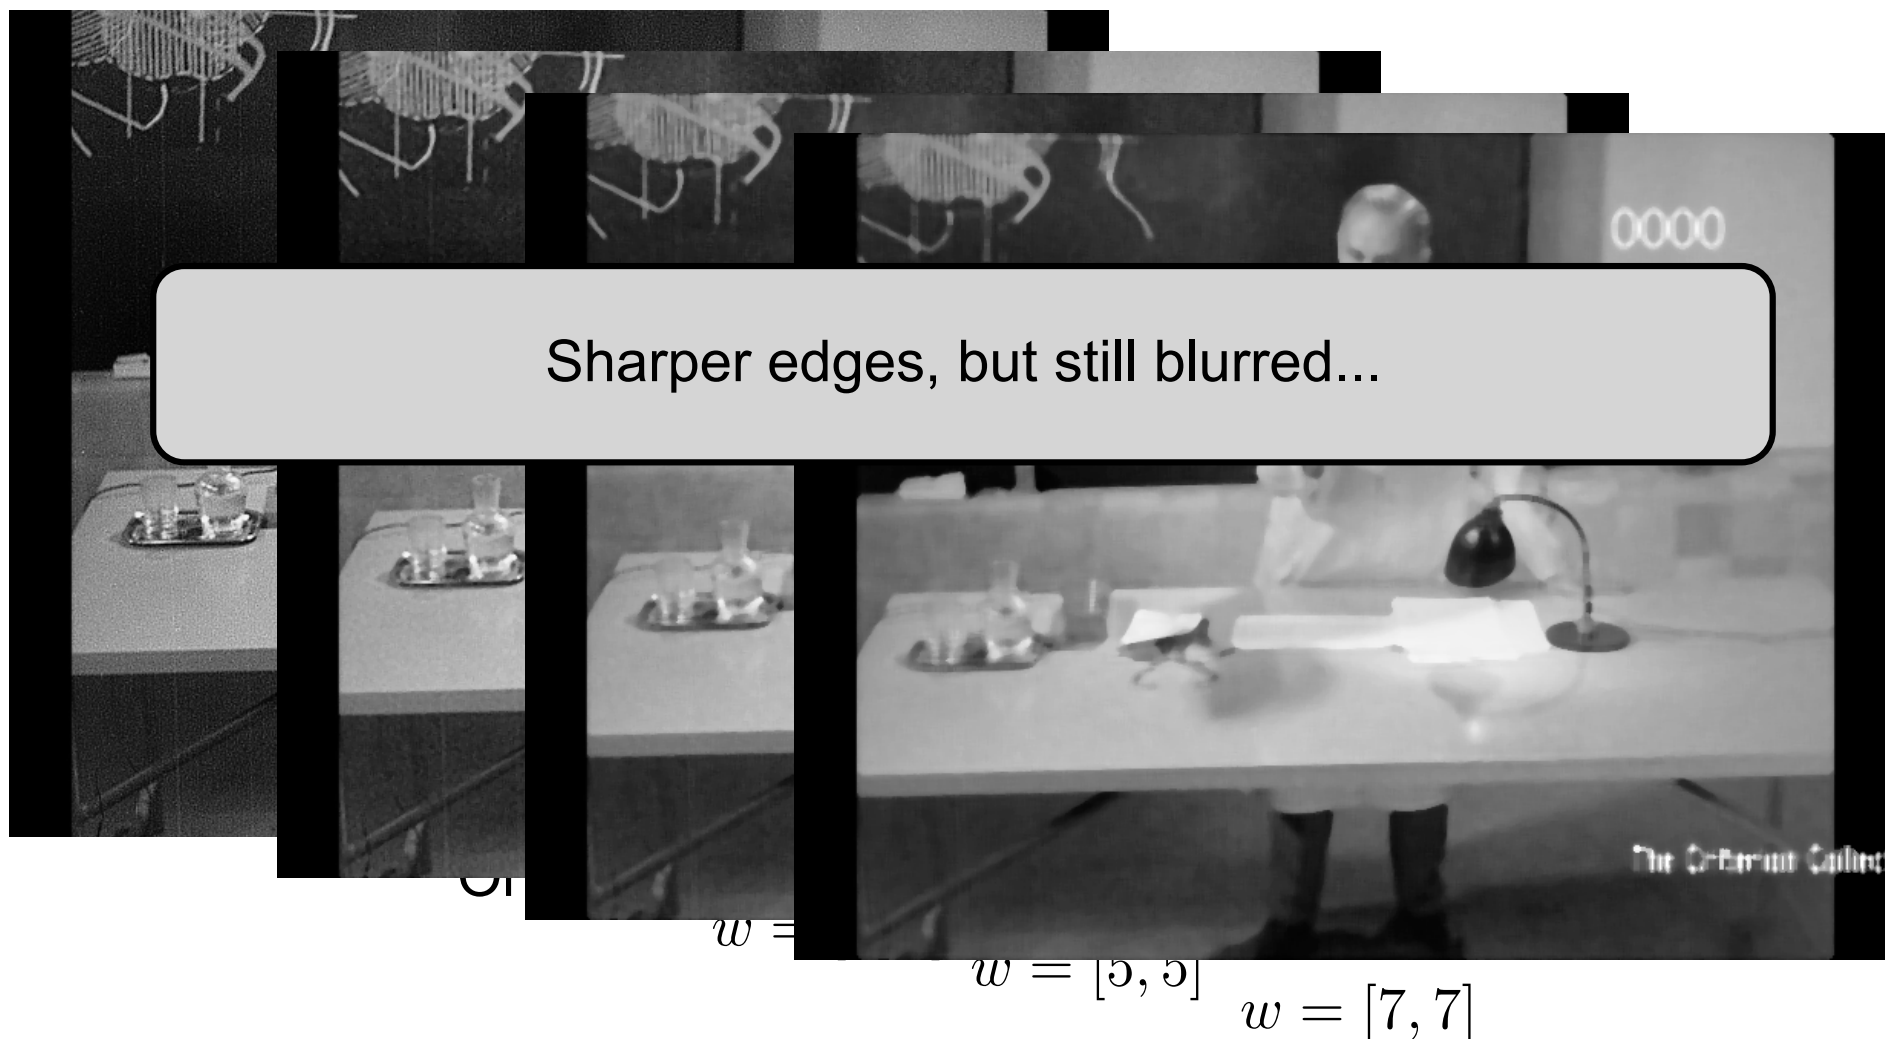 0000
Sharper edges, but still blurred...
w =
w = [5, 5]
w = [7, 7]